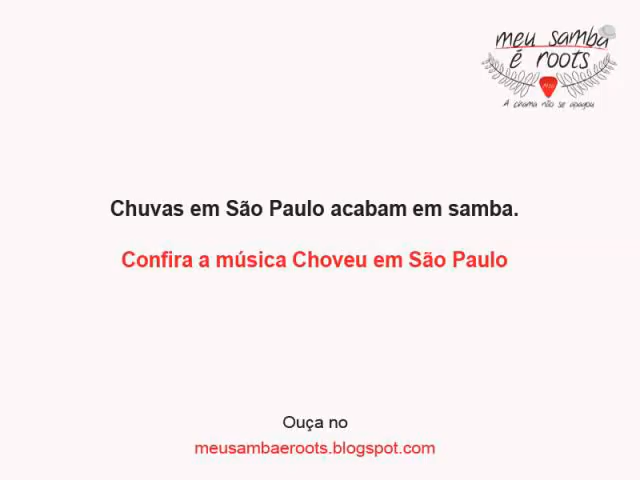 meu samba
é roots
A chama não se apagou
Chuvas em São Paulo acabam em samba.
Confira a música Choveu em São Paulo
Ouça no
meusambaeroots.blogspot.com